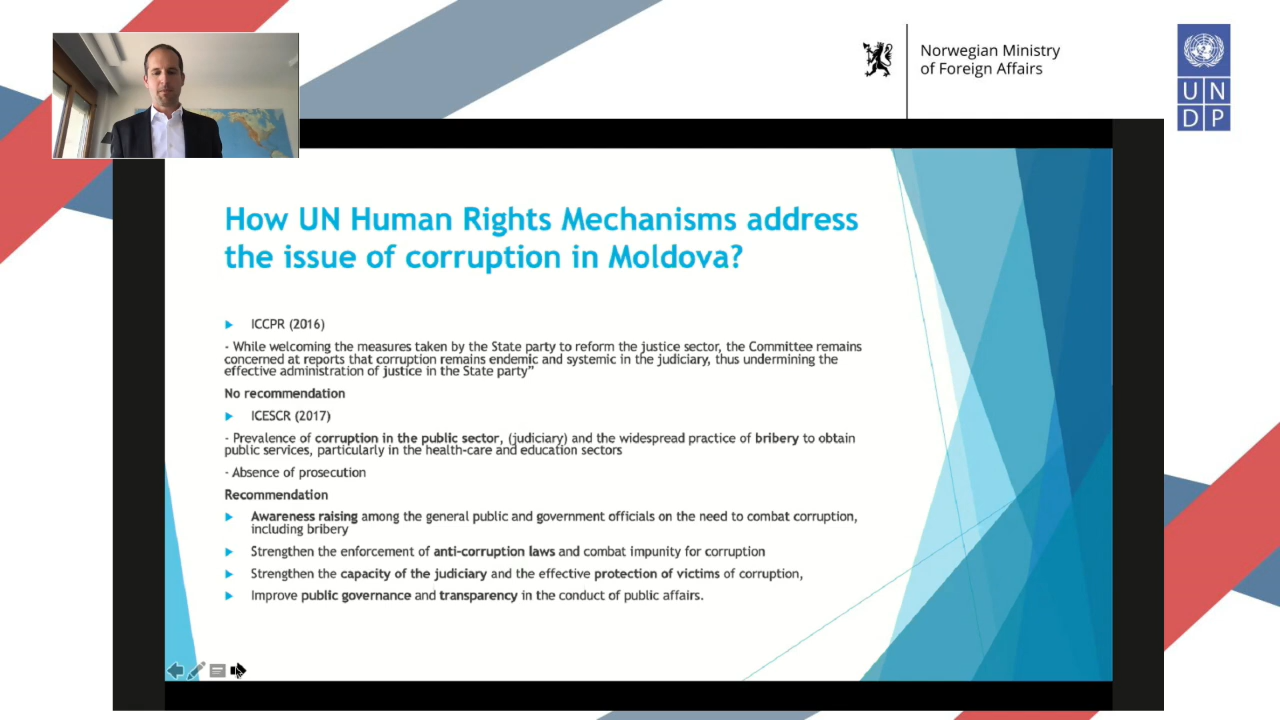 Norwegian Ministry
of Foreign Affairs
U N
D P
How UN Human Rights Mechanisms address
the issue of corruption in Moldova?
ICCPR (2016)
- While welcoming the measures taken by the State party to reform the justice sector, the Committee remains
concerned at reports that corruption remains endemic and systemic in the judiciary, thus undermining the
effective administration of justice in the State party”
No recommendation
ICESCR (2017)
- Prevalence of corruption in the public sector, (judiciary) and the widespread practice of bribery to obtain
public services, particularly in the health-care and education sectors
- Absence of prosecution
Recommendation
Awareness raising among the general public and government officials on the need to combat corruption,
including bribery
Strengthen the enforcement of anti-corruption laws and combat impunity for corruption
Strengthen the capacity of the judiciary and the effective protection of victims of corruption,
Improve public governance and transparency in the conduct of public affairs.